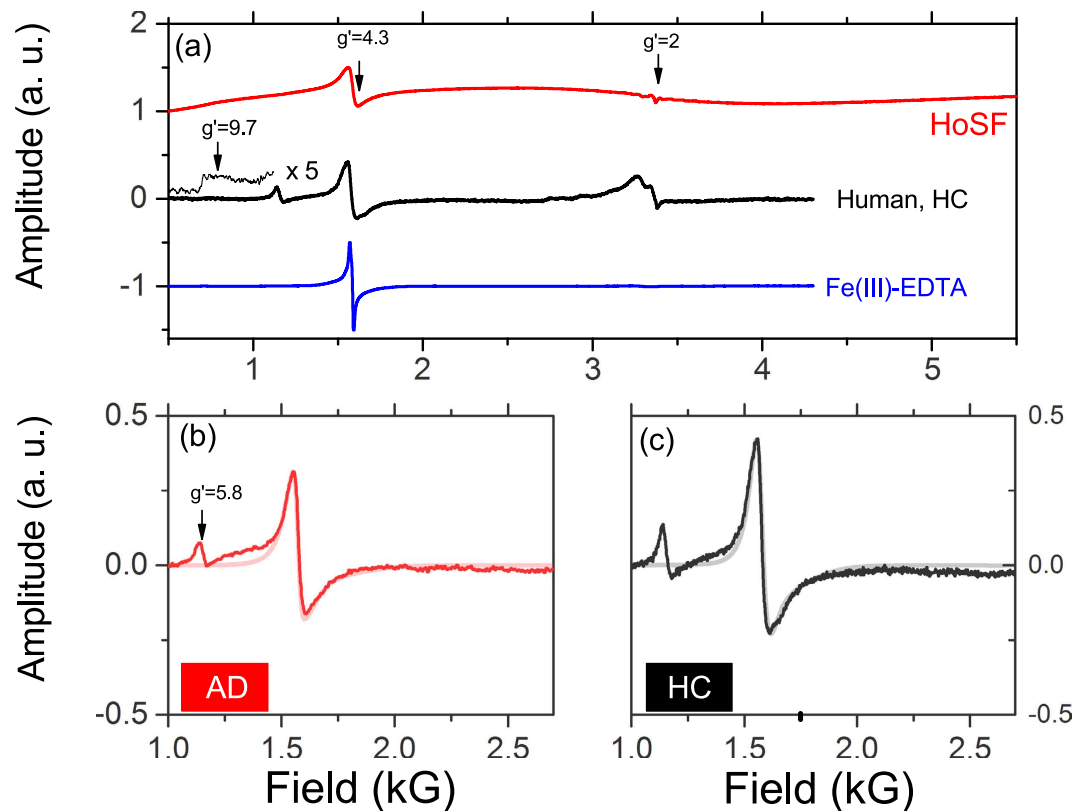 2
(a)
g'=4.3
g'=2
1
HoSF
g'=9.7
x 5
0
Human, HC
-1
Fe(III)-EDTA
Amplitude (a. u.)
1 2 3 4 5
0.5
(b)
g'=5.8
0.0
-0.5
AD
Amplitude (a. u.)
1.0 1.5 2.0 2.5
Field (kG)
(c)
0.5
0.0
-0.5
HC
1.0 1.5 2.0 2.5
Field (kG)